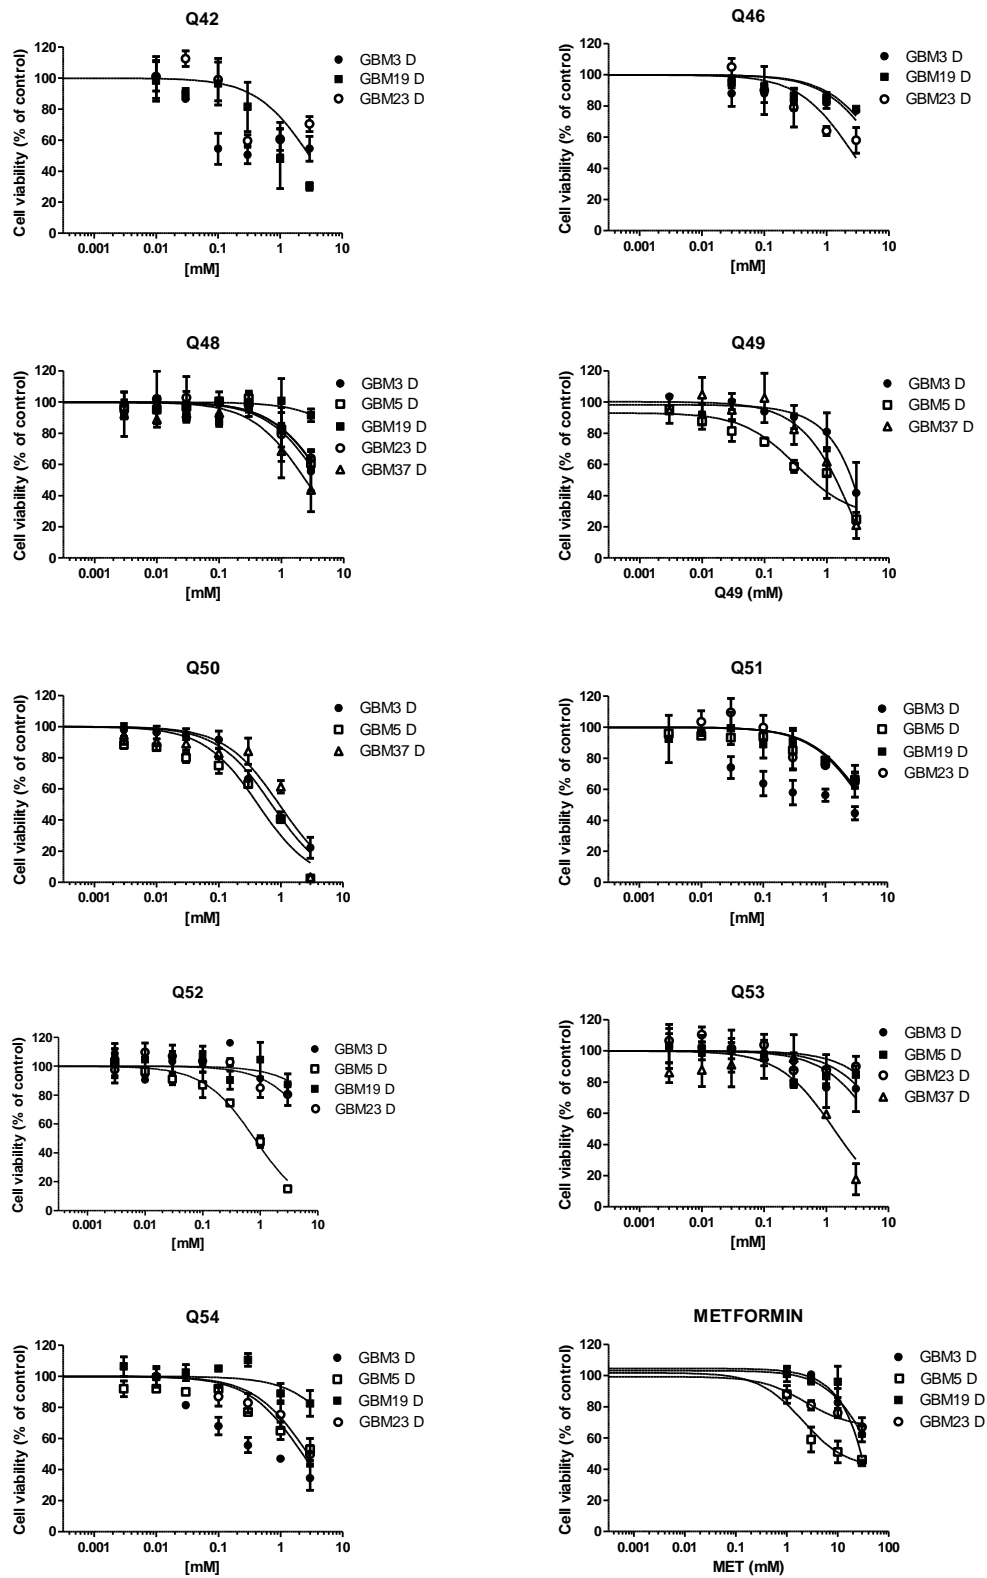 Q42
Cell viability (% of control)
120
100
80
60
40
20
0
0.001 0.01 0.1 1 10
[mM]
GBM3 D
GBM19 D
GBM23 D
Q46
Cell viability (% of control)
120
100
80
60
40
20
0
0.001 0.01 0.1 1 10
[mM]
GBM3 D
GBM19 D
GBM23 D
Q48
Cell viability (% of control)
120
100
80
60
40
20
0
0.001 0.01 0.1 1 10
[mM]
GBM3 D
GBM5 D
GBM19 D
GBM23 D
GBM37 D
Q49
Cell viability (% of control)
120
100
80
60
40
20
0
0.001 0.01 0.1 1 10
Q49 (mM)
GBM3 D
GBM5 D
GBM37 D
Q50
Cell viability (% of control)
120
100
80
60
40
20
0
0.001 0.01 0.1 1 10
[mM]
GBM3 D
GBM5 D
GBM37 D
Q51
Cell viability (% of control)
120
100
80
60
40
20
0
0.001 0.01 0.1 1 10
[mM]
GBM3 D
GBM5 D
GBM19 D
GBM23 D
Q52
Cell viability (% of control)
120
100
80
60
40
20
0
0.001 0.01 0.1 1 10
[mM]
GBM3 D
GBM5 D
GBM19 D
GBM23 D
Q53
Cell viability (% of control)
120
100
80
60
40
20
0
0.001 0.01 0.1 1 10
[mM]
GBM3 D
GBM5 D
GBM23 D
GBM37 D
Q54
Cell viability (% of control)
120
100
80
60
40
20
0
0.001 0.01 0.1 1 10
[mM]
GBM3 D
GBM5 D
GBM19 D
GBM23 D
METFORMIN
Cell viability (% of control)
120
100
80
60
40
20
0
0.001 0.01 0.1 1 10 100
MET (mM)
GBM3 D
GBM5 D
GBM19 D
GBM23 D